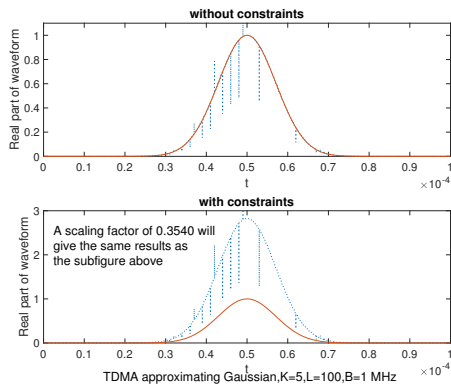 without constraints
Real part of waveform
1
0.8
0.6
0.4
0.2
0
0 0.1 0.2 0.3 0.4 0.5 0.6 0.7 0.8 0.9 1
t
×10-4
with constraints
Real part of waveform
3
2
1
0
A scaling factor of 0.3540 will
give the same results as
the subfigure above
0 0.1 0.2 0.3 0.4 0.5 0.6 0.7 0.8 0.9 1
t
×10-4
TDMA approximating Gaussian,K=5,L=100,B=1 MHz